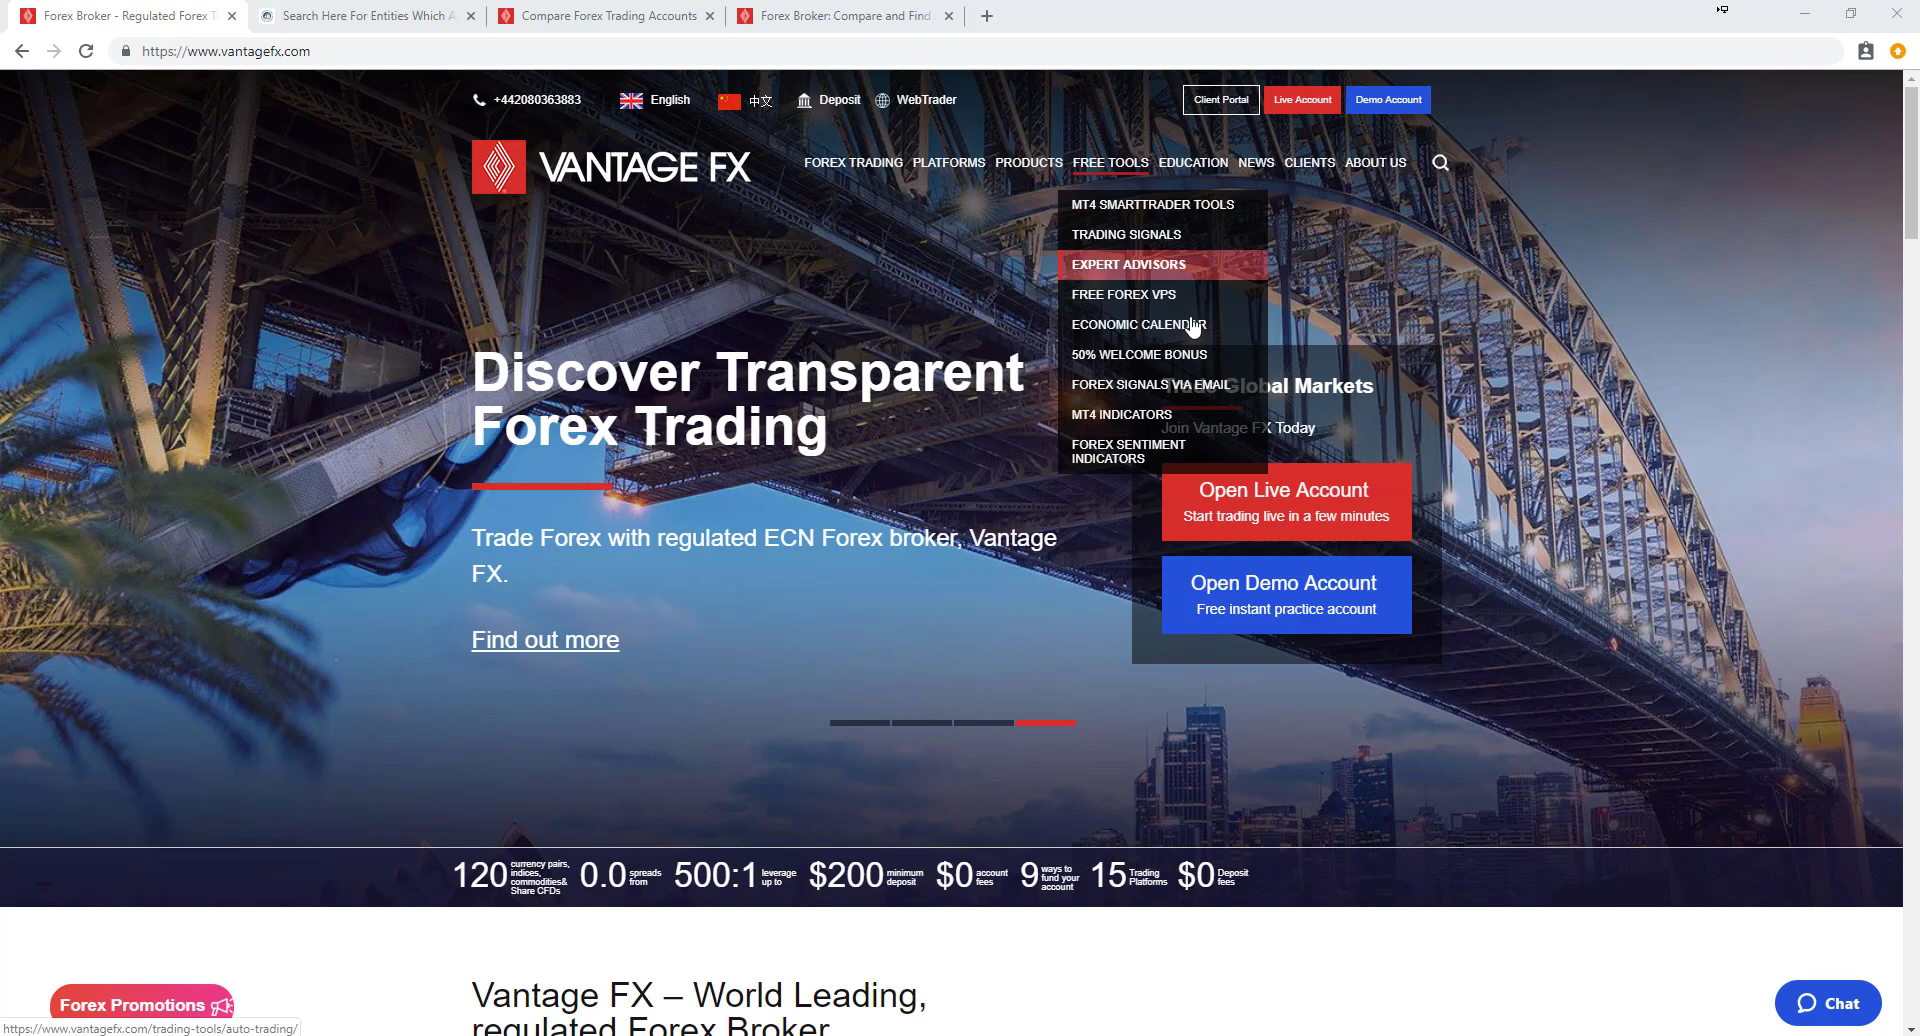 Forex Broker - Regulated Forex T
Search Here For Entities Which A
Compare Forex Trading Accounts
Forex Broker: Compare and Find
https://www.vantagefx.com
+442080363883
English
中文
Deposit
WebTrader
Client Portal
Live Account
Demo Account
VANTAGE FX
FOREX TRADING
PLATFORMS
PRODUCTS
FREE TOOLS
EDUCATION
NEWS
CLIENTS
ABOUT US
MT4 SMARTTRADER TOOLS
TRADING SIGNALS
EXPERT ADVISORS
FREE FOREX VPS
ECONOMIC CALENDAR
50% WELCOME BONUS
FOREX SIGNALS VIA EMAIL
MT4 INDICATORS
FOREX SENTIMENT
INDICATORS
Discover Transparent
Forex Trading
Trade Forex with regulated ECN Forex broker, Vantage
FX.
Find out more
Trade Global Markets
Join Vantage FX Today
Open Live Account
Start trading live in a few minutes
Open Demo Account
Free instant practice account
120 currency pairs,
indices,
commodities&
Share CFDs
0.0 spreads
from
500:1 leverage
up to
$200 minimum
deposit
$0 account
fees
9 ways to
fund your
account
15 Trading
Platforms
$0 Deposit
fees
Vantage FX – World Leading,
regulated Forex Broker
Forex Promotions
Chat
https://www.vantagefx.com/trading-tools/auto-trading/